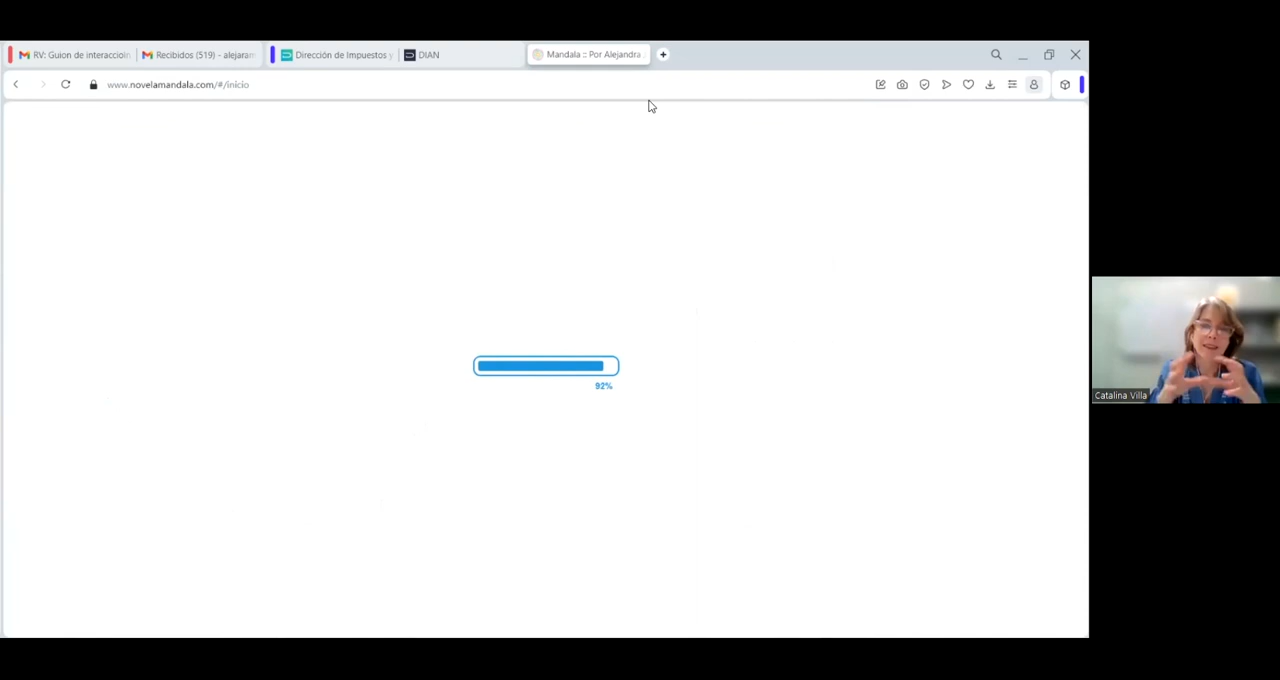 RV: Guion de interacción
Recibidos (519) - alejaram
Dirección de Impuestos y
DIAN
Mandala :: Por Alejandra
www.novelamandala.com/#/inicio
92%
Catalina Villa